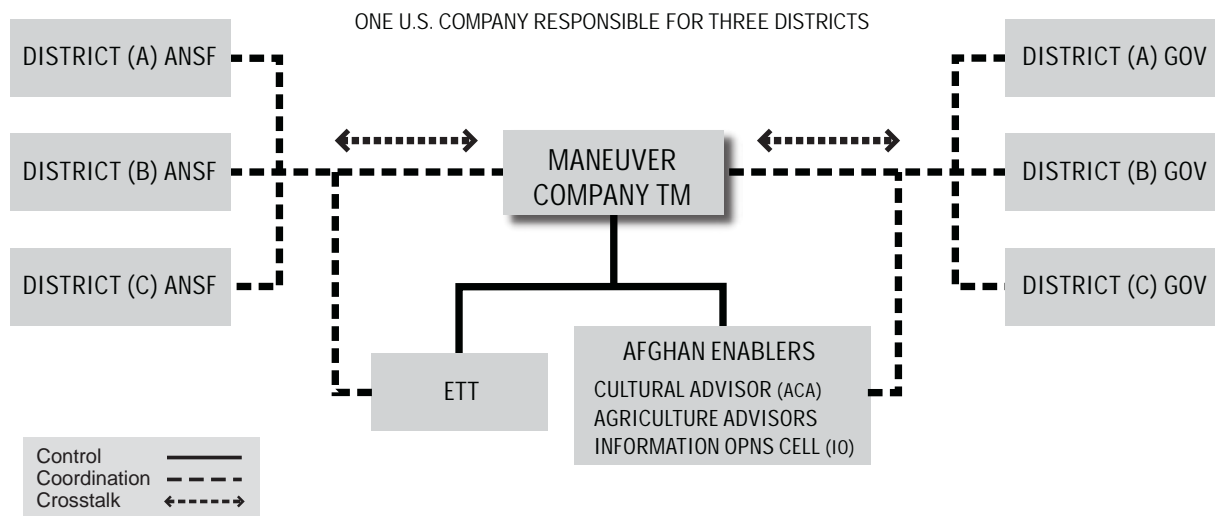 ONE U.S. COMPANY RESPONSIBLE FOR THREE DISTRICTS
DISTRICT (A) ANSF
DISTRICT (B) ANSF
DISTRICT (C) ANSF
MANEUVER
COMPANY TM
DISTRICT (A) GOV
DISTRICT (B) GOV
DISTRICT (C) GOV
ETT
AFGHAN ENABLERS
CULTURAL ADVISOR (ACA)
AGRICULTURE ADVISORS
INFORMATION OPNS CELL (IO)
Control
Coordination
Crosstalk